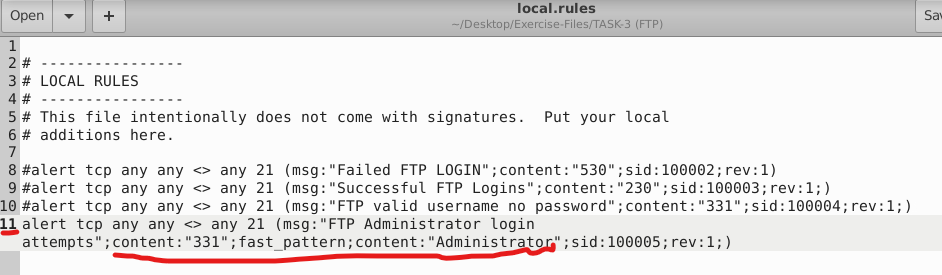 local.rules
Open
~/Desktop/Exercise-Files/TASK-3 (FTP)
1
2 # ----------------
3 # LOCAL RULES
4 # ----------------
5 # This file intentionally does not come with signatures.  Put your local
6 # additions here.
7
8 #alert tcp any any <> any 21 (msg:"Failed FTP LOGIN";content:"530";sid:100002;rev:1)
9 #alert tcp any any <> any 21 (msg:"Successful FTP Logins";content:"230";sid:100003;rev:1;)
10 #alert tcp any any <> any 21 (msg:"FTP valid username no password";content:"331";sid:100004;rev:1;)
11 alert tcp any any <> any 21 (msg:"FTP Administrator login
attempts";content:"331";fast_pattern;content:"Administrator";sid:100005;rev:1;)